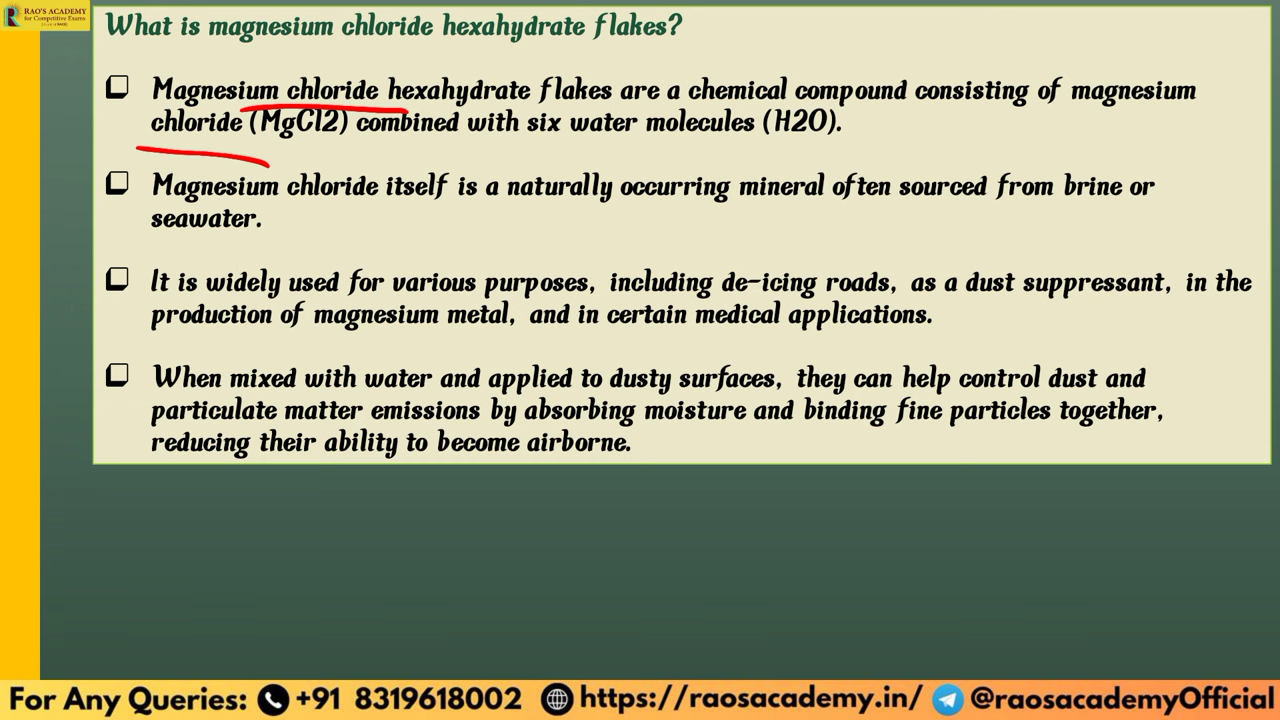 RAO'S ACADEMY
for Competitive Exams
What is magnesium chloride hexahydrate flakes?
Magnesium chloride hexahydrate flakes are a chemical compound consisting of magnesium
chloride (MgCl2) combined with six water molecules (H2O).
Magnesium chloride itself is a naturally occurring mineral often sourced from brine or
seawater.
It is widely used for various purposes, including de-icing roads, as a dust suppressant, in the
production of magnesium metal, and in certain medical applications.
When mixed with water and applied to dusty surfaces, they can help control dust and
particulate matter emissions by absorbing moisture and binding fine particles together,
reducing their ability to become airborne.
For Any Queries: +91 8319618002 https://raosacademy.in/ @raosacademyOfficial